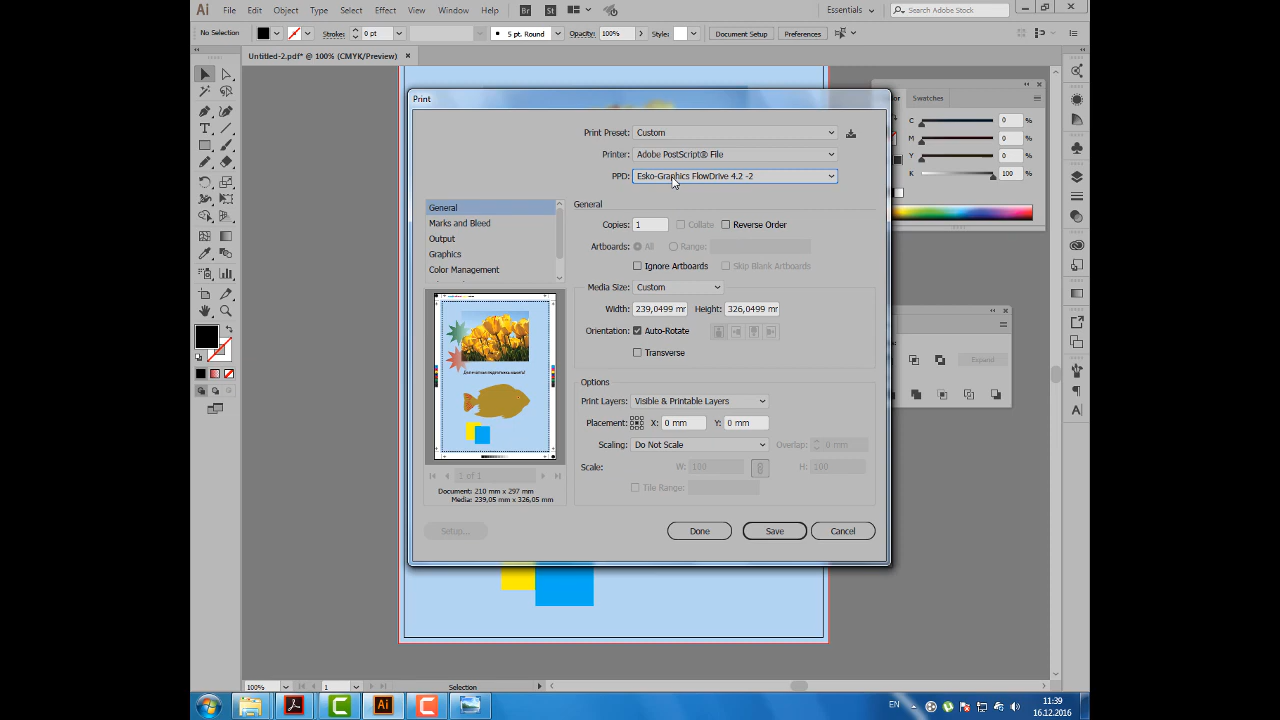 Ai File Edit Object Type Select Effect View Window Help Br St Essentials Search Adobe Stock
No Selection Stroke: 0 pt 5 pt. Round Opacity: 100% Style: Document Setup Preferences
Untitled-2.pdf* @ 100% (CMYK/Preview)
Print
Swatches
Print Preset: Custom
C 0 %
M 0 %
Y 0 %
K 100 %
Printer: Adobe PostScript® File
PPD: Esko-Graphics FlowDrive 4.2 -2
General
Marks and Bleed
Output
Graphics
Color Management
General
Copies: 1 Collate Reverse Order
Artboards: All Range:
Ignore Artboards Skip Blank Artboards
Media Size: Custom
Width: 239,0499 mr Height: 326,0499 mr
Orientation: Auto-Rotate
Transverse
Expand
Options
Print Layers: Visible & Printable Layers
Placement: X: 0 mm Y: 0 mm
Scaling: Do Not Scale Overlap: 0 mm
Scale: W: 100 H: 100
Tile Range:
1 of 1
Document: 210 mm x 297 mm
Media: 239,05 mm x 326,05 mm
Setup... Done Save Cancel
100% 1 Selection
EN 11:39
16.12.2016